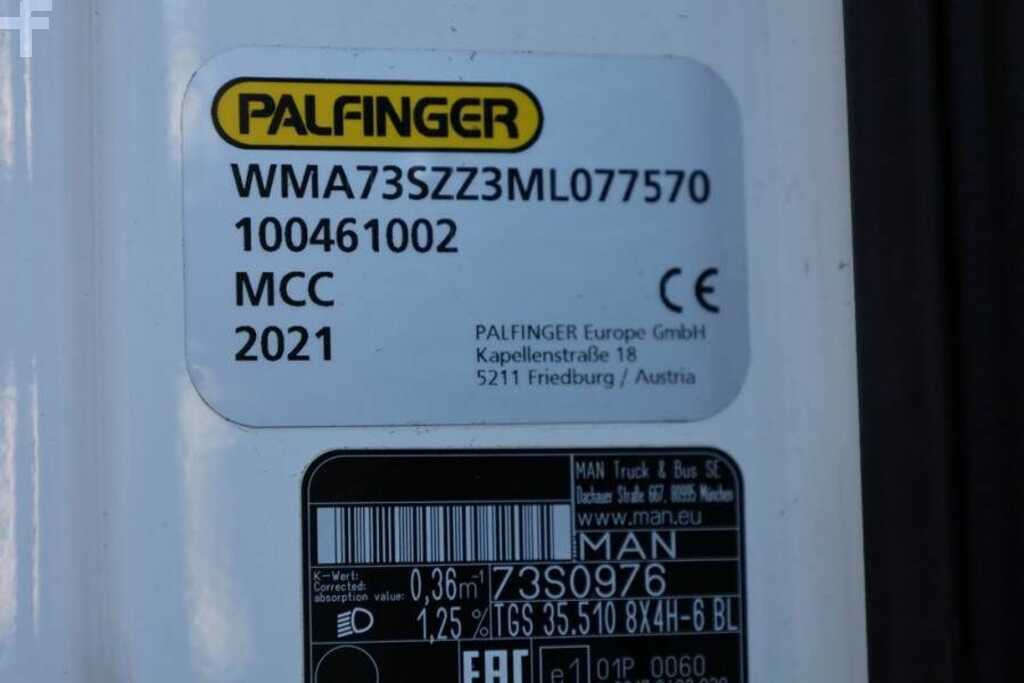 PALFINGER
WMA73SZZ3ML077570
100461002
MCC
2021
CE
PALFINGER Europe GmbH
Kapellenstraße 18
5211 Friedburg / Austria
MAN Truck & Bus SE
Dachauer Straße 667, 80995 München
www.man.eu
MAN
K-Wert:
Corrected absorption value: 0,36 m⁻¹
73S0976
1,25 %
TGS 35.510 8X4H-6 BL
EAC
e1
01P 0060